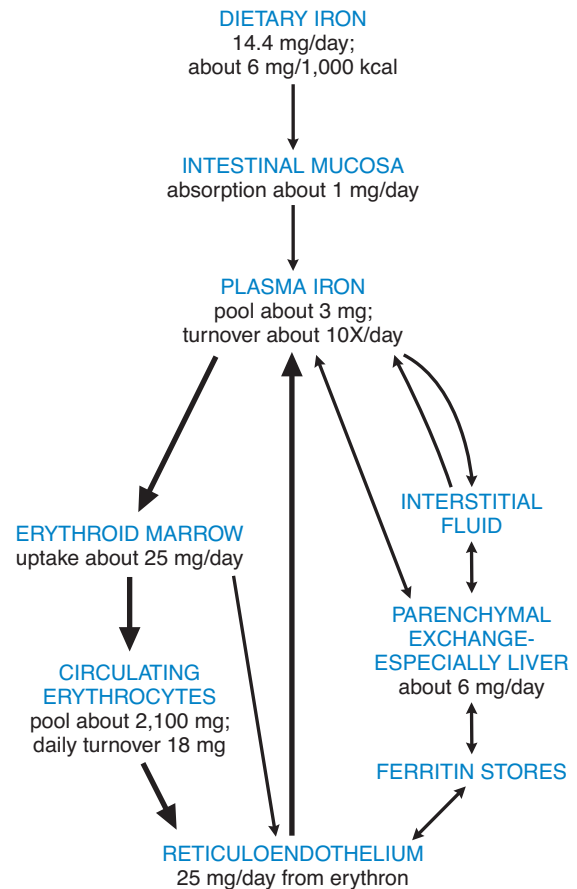 DIETARY IRON
14.4 mg/day;
about 6 mg/1,000 kcal
INTESTINAL MUCOSA
absorption about 1 mg/day
PLASMA IRON
pool about 3 mg;
turnover about 10X/day
INTERSTITIAL
FLUID
ERYTHROID MARROW
uptake about 25 mg/day
PARENCHYMAL
EXCHANGE-
ESPECIALLY LIVER
about 6 mg/day
CIRCULATING
ERYTHROCYTES
pool about 2,100 mg;
daily turnover 18 mg
FERRITIN STORES
RETICULOENDOTHELIUM
25 mg/day from erythron